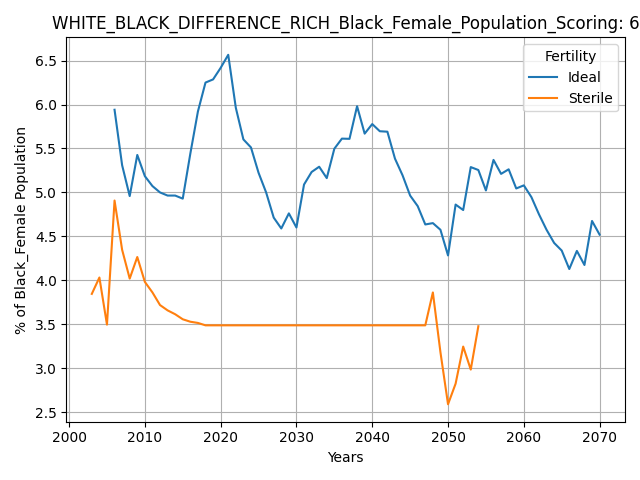 WHITE_BLACK_DIFFERENCE_RICH_Black_Female_Population_Scoring: 6
Fertility
Ideal
Sterile
% of Black_Female Population
6.5
6.0
5.5
5.0
4.5
4.0
3.5
3.0
2.5
2000 2010 2020 2030 2040 2050 2060 2070
Years